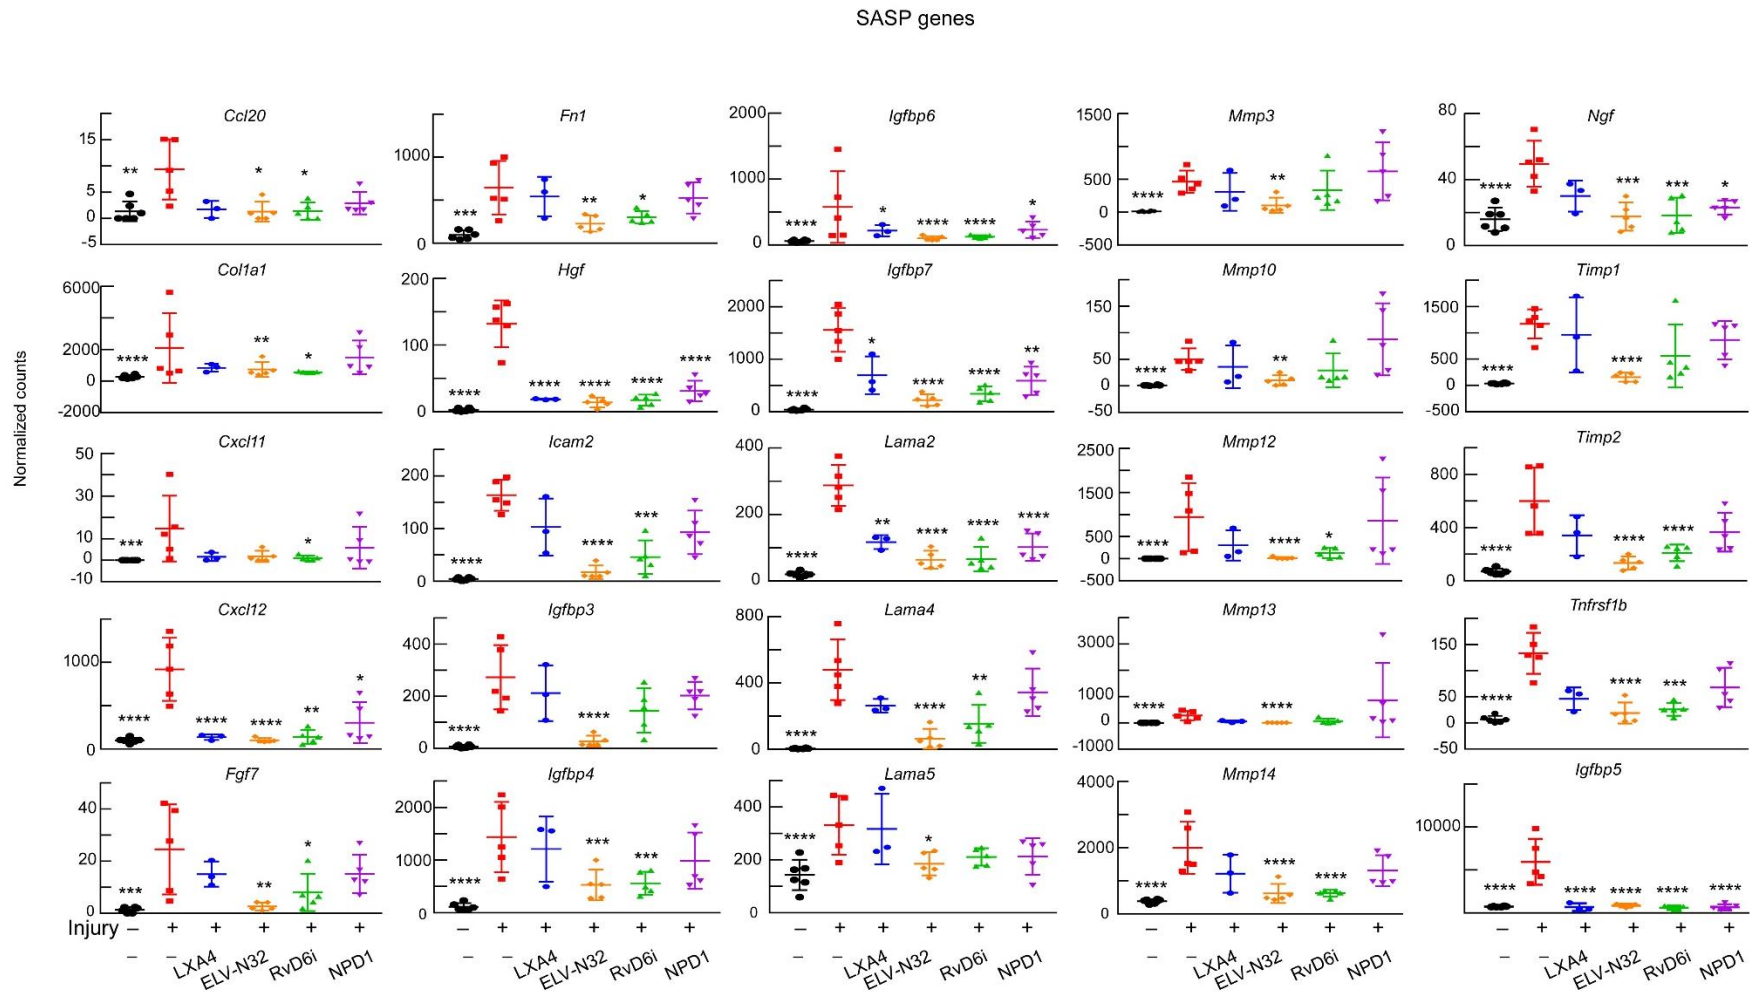 SASP genes
Normalized counts
Ccl20
15
5
0
-5
** * *
Fn1
1000
0
*** ** *
Igfbp6
2000
1000
0
**** * **** **** *
Mmp3
1500
500
0
-500
**** **
Ngf
80
40
0
**** *** *** *
Col1a1
6000
2000
0
-2000
**** ** *
Hgf
200
100
0
**** **** **** **** ****
Igfbp7
2000
1000
0
**** * **** **** **
Mmp10
150
50
0
-50
**** **
Timp1
1500
500
-500
**** ****
Cxcl11
50
30
10
0
-10
*** *
Icam2
200
100
0
**** **** ***
Lama2
400
200
0
**** ** **** **** ****
Mmp12
2500
1500
500
0
-500
**** **** *
Timp2
800
400
0
**** **** ****
Cxcl12
1000
0
**** **** **** ** *
Igfbp3
400
200
0
**** ****
Lama4
800
400
0
**** **** **
Mmp13
3000
1000
0
-1000
**** ****
Tnfrsf1b
150
50
0
-50
**** **** ***
Fgf7
40
20
0
*** ** *
Igfbp4
2000
1000
0
**** *** ***
Lama5
400
200
0
**** *
Mmp14
4000
2000
0
**** **** ****
Igfbp5
10000
**** **** **** **** ****
Injury – + + + + +
– – LXA4 ELV-N32 RvD6i NPD1
– + + + + +
– – LXA4 ELV-N32 RvD6i NPD1
– + + + + +
– – LXA4 ELV-N32 RvD6i NPD1
– + + + + +
– – LXA4 ELV-N32 RvD6i NPD1
– + + + + +
– – LXA4 ELV-N32 RvD6i NPD1